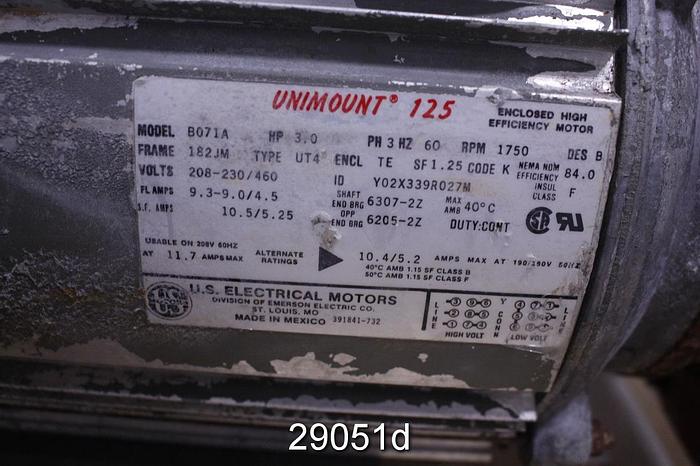 UNIMOUNT® 125
ENCLOSED HIGH
EFFICIENCY MOTOR
MODEL B071A HP 3.0 PH 3 HZ 60 RPM 1750 DES B
FRAME 182JM TYPE UT4 ENCL TE SF 1.25 CODE K NEMA NOM EFFICIENCY 84.0
VOLTS 208-230/460 ID Y02X339R027M INSUL CLASS F
FL AMPS 9.3-9.0/4.5 SHAFT END BRG 6307-2Z MAX AMB 40°C
S.F. AMPS 10.5/5.25 OPP END BRG 6205-2Z DUTY:CONT
USABLE ON 208V 60HZ
AT 11.7 AMPS MAX ALTERNATE RATINGS 10.4/5.2 AMPS MAX AT 190/380V 50HZ
40°C AMB 1.15 SF CLASS B
50°C AMB 1.15 SF CLASS F
U.S. ELECTRICAL MOTORS
DIVISION OF EMERSON ELECTRIC CO.
ST. LOUIS, MO
MADE IN MEXICO 391841-732
LINE Y CONN LINE
HIGH VOLT LOW VOLT
29051d